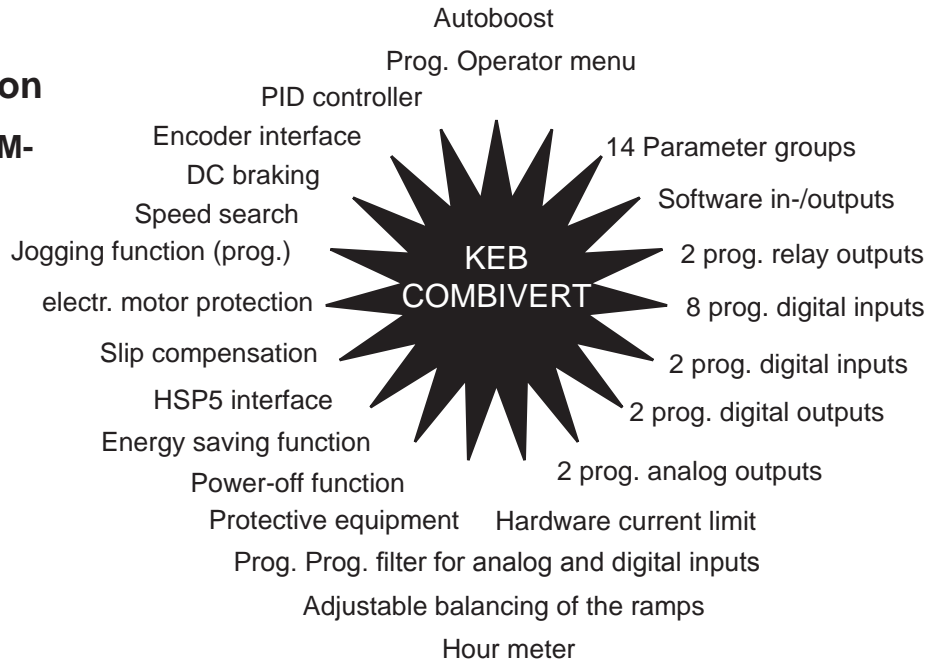 Autoboost
Prog. Operator menu
on
PID controller
M-
Encoder interface
14 Parameter groups
DC braking
Software in-/outputs
Speed search
Jogging function (prog.)
2 prog. relay outputs
KEB
COMBIVERT
electr. motor protection
8 prog. digital inputs
Slip compensation
2 prog. digital inputs
HSP5 interface
2 prog. digital outputs
Energy saving function
2 prog. analog outputs
Power-off function
Protective equipment
Hardware current limit
Prog. Prog. filter for analog and digital inputs
Adjustable balancing of the ramps
Hour meter